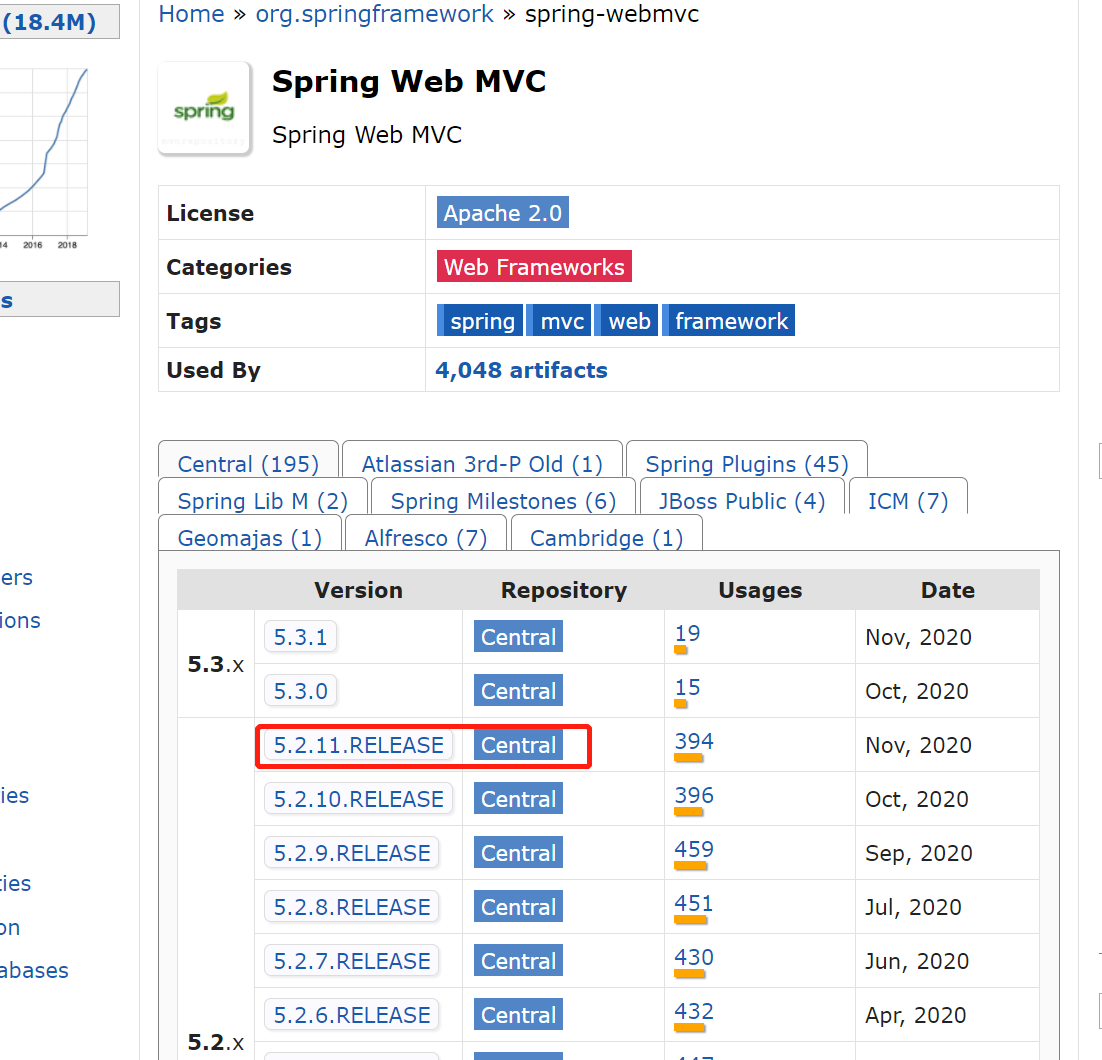 (18.4M)
Home » org.springframework » spring-webmvc
spring
Spring Web MVC
Spring Web MVC
14 2016 2018
s
License Apache 2.0
Categories Web Frameworks
Tags spring mvc web framework
Used By 4,048 artifacts
Central (195) Atlassian 3rd-P Old (1) Spring Plugins (45)
Spring Lib M (2) Spring Milestones (6) JBoss Public (4) ICM (7)
Geomajas (1) Alfresco (7) Cambridge (1)
ers
ions
ies
ties
on
abases
Version Repository Usages Date
5.3.x
5.3.1 Central 19 Nov, 2020
5.3.0 Central 15 Oct, 2020
5.2.11.RELEASE Central 394 Nov, 2020
5.2.10.RELEASE Central 396 Oct, 2020
5.2.9.RELEASE Central 459 Sep, 2020
5.2.8.RELEASE Central 451 Jul, 2020
5.2.7.RELEASE Central 430 Jun, 2020
5.2.6.RELEASE Central 432 Apr, 2020
5.2.x